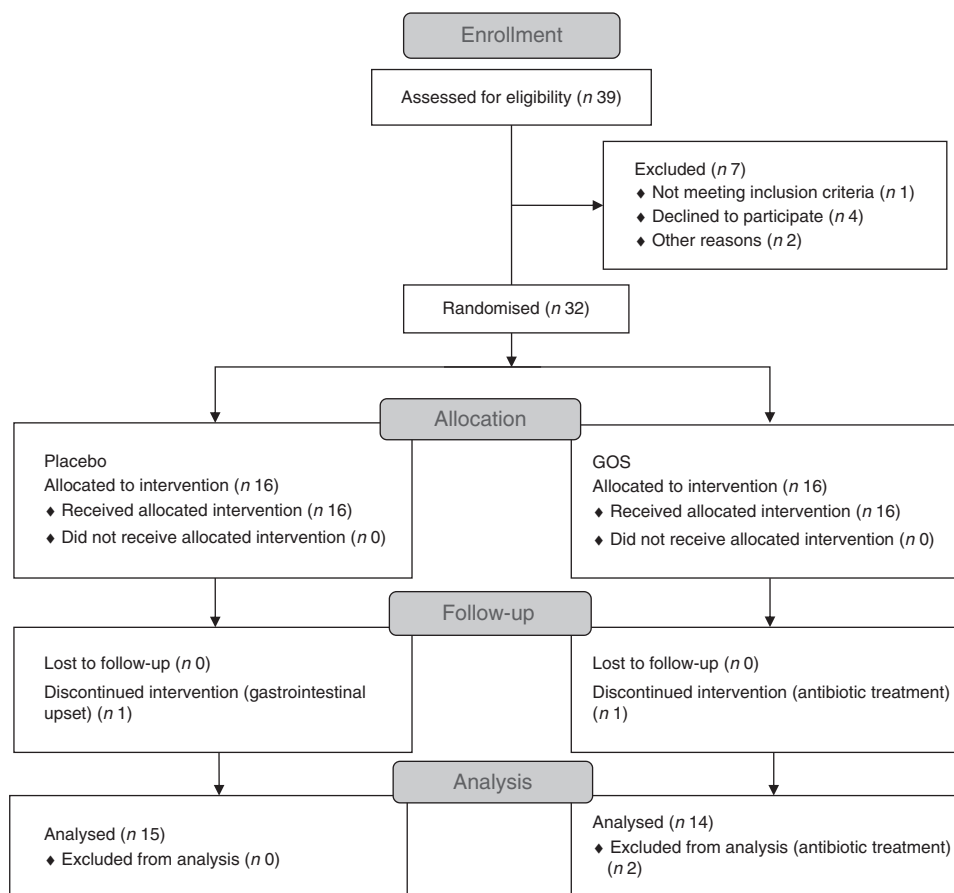 Enrollment
Assessed for eligibility (n 39)
Excluded (n 7)
♦ Not meeting inclusion criteria (n 1)
♦ Declined to participate (n 4)
♦ Other reasons (n 2)
Randomised (n 32)
Allocation
Placebo
Allocated to intervention (n 16)
♦ Received allocated intervention (n 16)
♦ Did not receive allocated intervention (n 0)
GOS
Allocated to intervention (n 16)
♦ Received allocated intervention (n 16)
♦ Did not receive allocated intervention (n 0)
Follow-up
Lost to follow-up (n 0)
Discontinued intervention (gastrointestinal
upset) (n 1)
Lost to follow-up (n 0)
Discontinued intervention (antibiotic treatment)
(n 1)
Analysis
Analysed (n 15)
♦ Excluded from analysis (n 0)
Analysed (n 14)
♦ Excluded from analysis (antibiotic treatment)
(n 2)